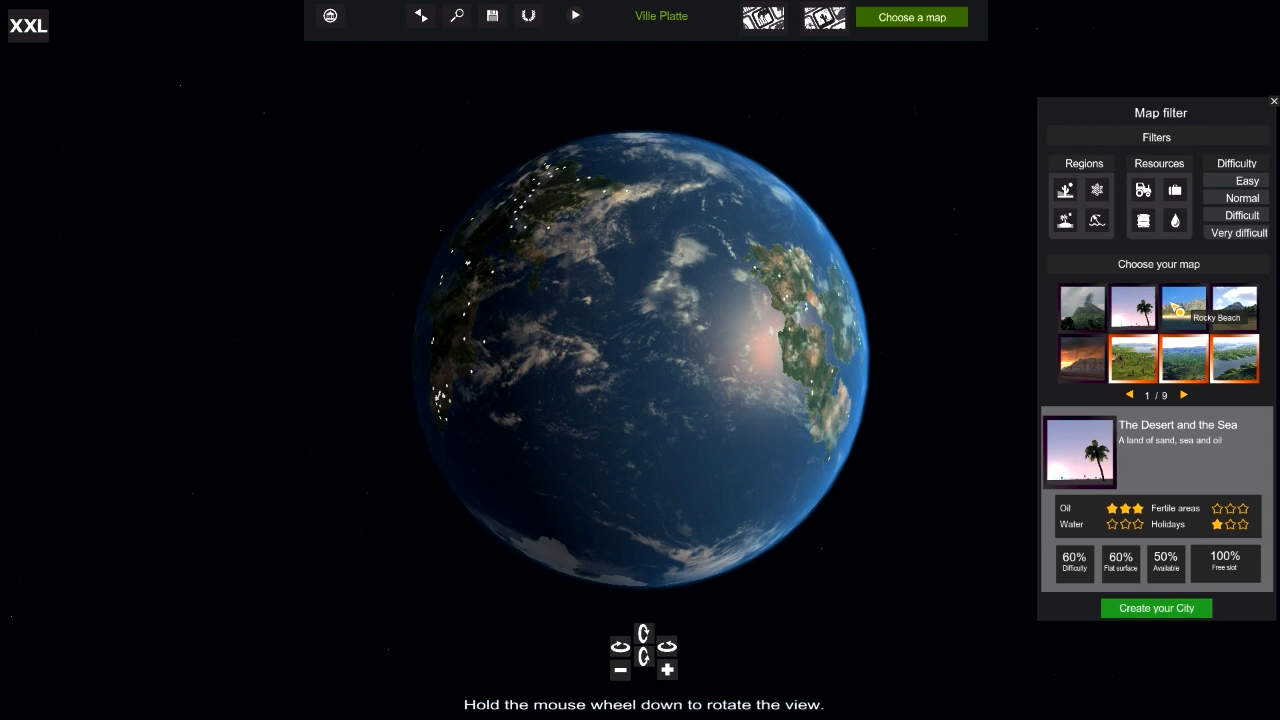 XXL
Ville Platte
Choose a map
Map filter
Filters
Regions
Resources
Difficulty
Easy
Normal
Difficult
Very difficult
Choose your map
Rocky Beach
1 / 9
The Desert and the Sea
A land of sand, sea and oil
Oil
Fertile areas
Water
Holidays
60%
Difficulty
60%
Flat surface
50%
Available
100%
Free slot
Create your City
Hold the mouse wheel down to rotate the view.